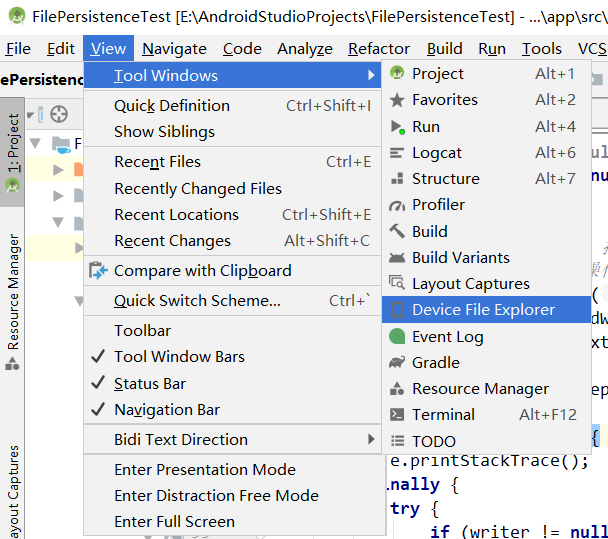 FilePersistenceTest [E:\AndroidStudioProjects\FilePersistenceTest] - ...\app\src\
File Edit View Navigate Code Analyze Refactor Build Run Tools VCS
ePersistenc
Tool Windows
Quick Definition Ctrl+Shift+I
Show Siblings
Recent Files Ctrl+E
Recently Changed Files
Recent Locations Ctrl+Shift+E
Recent Changes Alt+Shift+C
Compare with Clipboard
Quick Switch Scheme... Ctrl+`
Toolbar
Tool Window Bars
Status Bar
Navigation Bar
Bidi Text Direction
Enter Presentation Mode
Enter Distraction Free Mode
Enter Full Screen
Project Alt+1
Favorites Alt+2
Run Alt+4
Logcat Alt+6
Structure Alt+7
Profiler
Build
Build Variants
Layout Captures
Device File Explorer
Event Log
Gradle
Resource Manager
Terminal Alt+F12
TODO
1: Project
Resource Manager
ayout Captures
F
nu
(
dw
xt
ep
{
e.printStackTrace();
nally {
try {
if (writer != null